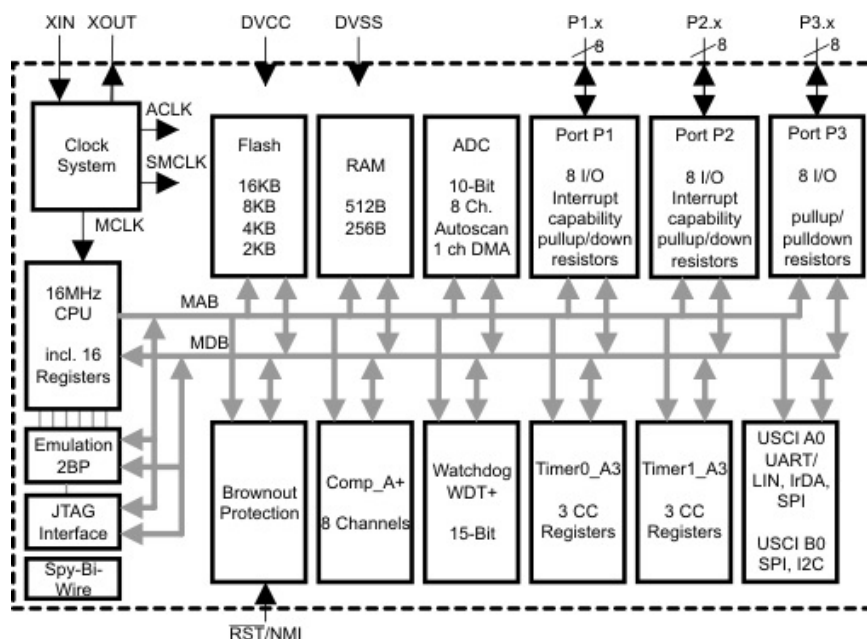 XIN XOUT DVCC DVSS P1.x P2.x P3.x
8 8 8
Clock
System
ACLK
SMCLK
MCLK
Flash
16KB
8KB
4KB
2KB
RAM
512B
256B
ADC
10-Bit
8 Ch.
Autoscan
1 ch DMA
Port P1
8 I/O
Interrupt
capability
pullup/down
resistors
Port P2
8 I/O
Interrupt
capability
pullup/down
resistors
Port P3
8 I/O
pullup/
pulldown
resistors
16MHz
CPU
incl. 16
Registers
MAB
MDB
Emulation
2BP
JTAG
Interface
Spy-Bi-
Wire
Brownout
Protection
Comp_A+
8 Channels
Watchdog
WDT+
15-Bit
Timer0_A3
3 CC
Registers
Timer1_A3
3 CC
Registers
USCI A0
UART/
LIN, IrDA,
SPI
USCI B0
SPI, I2C
RST/NMI